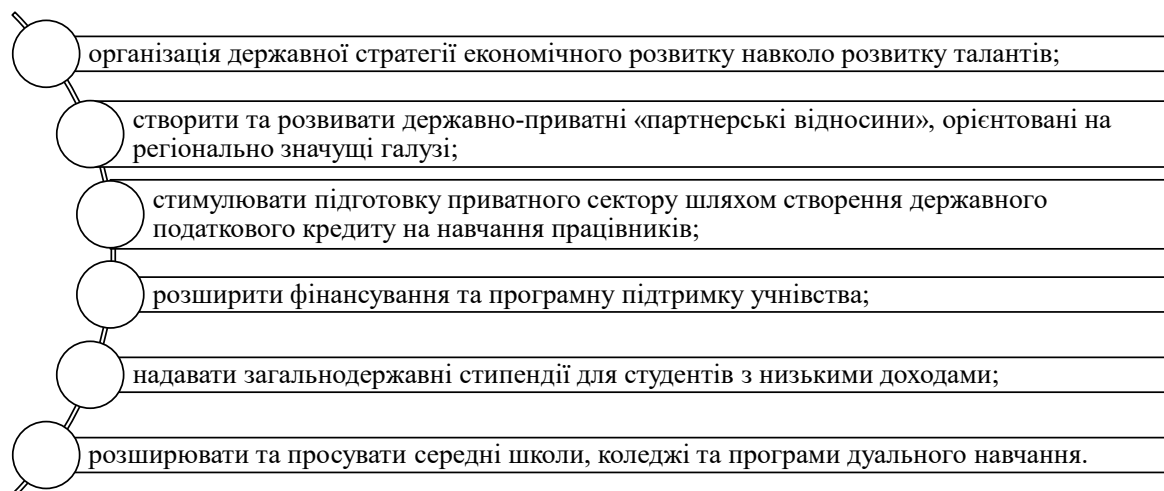 організація державної стратегії економічного розвитку навколо розвитку талантів;
створити та розвивати державно-приватні «партнерські відносини», орієнтовані на
регіонально значущі галузі;
стимулювати підготовку приватного сектору шляхом створення державного
податкового кредиту на навчання працівників;
розширити фінансування та програмну підтримку учнівства;
надавати загальнодержавні стипендії для студентів з низькими доходами;
розширювати та просувати середні школи, коледжі та програми дуального навчання.